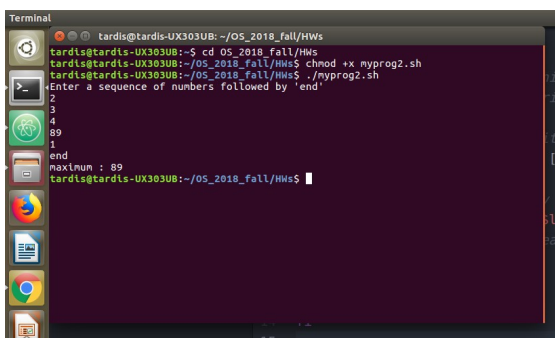 Terminal
tardis@tardis-UX303UB: ~/OS_2018_fall/HWs
tardis@tardis-UX303UB:~$ cd OS_2018_fall/HWs
tardis@tardis-UX303UB:~/OS_2018_fall/HWs$ chmod +x myprog2.sh
tardis@tardis-UX303UB:~/OS_2018_fall/HWs$ ./myprog2.sh
Enter a sequence of numbers followed by 'end'
2
3
4
89
1
end
maximum : 89
tardis@tardis-UX303UB:~/OS_2018_fall/HWs$